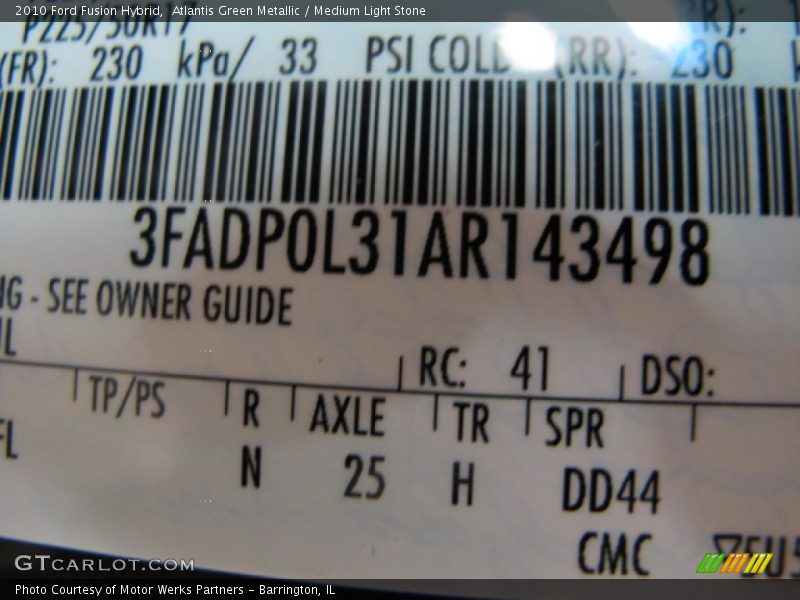 2010 Ford Fusion Hybrid, / Atlantis Green Metallic / Medium Light Stone
P225/50R17
(FR): 230 kPa/ 33 PSI COLD (RR): 230
3FADP0L31AR143498
NG - SEE OWNER GUIDE
RC: 41 DSO:
TP/PS R AXLE TR SPR
N 25 H DD44
CMC
GTCARLOT.COM
Photo Courtesy of Motor Werks Partners - Barrington, IL